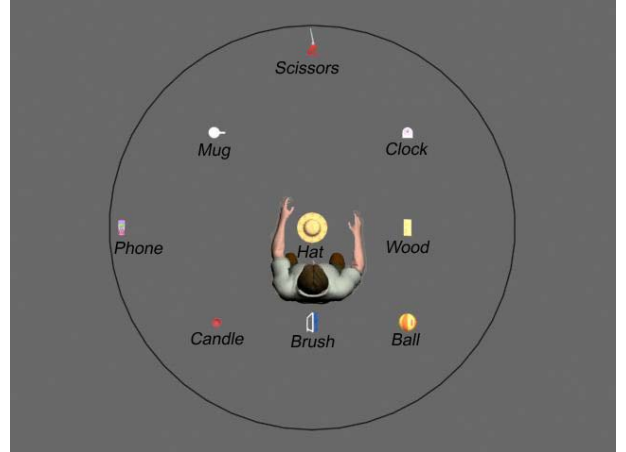 Scissors
Mug
Clock
Phone
Hat
Wood
Candle
Brush
Ball